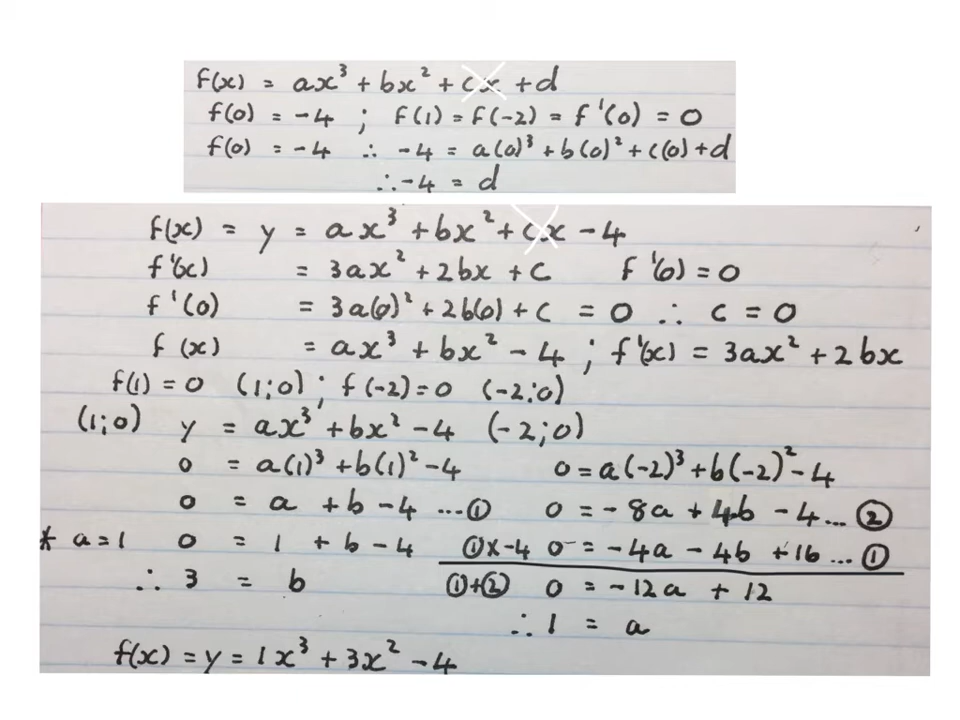 f(x) = ax³ + bx² + cx + d
f(0) = -4 ; f(1) = f(-2) = f'(0) = 0
f(0) = -4 ∴ -4 = a(0)³ + b(0)² + c(0) + d
∴ -4 = d
f(x) = y = ax³ + bx² + cx - 4
f'(x) = 3ax² + 2bx + c f'(0) = 0
f'(0) = 3a(0)² + 2b(0) + c = 0 ∴ c = 0
f(x) = ax³ + bx² - 4 ; f'(x) = 3ax² + 2bx
f(1) = 0 (1;0) ; f(-2) = 0 (-2;0)
(1;0) y = ax³ + bx² - 4 (-2;0)
0 = a(1)³ + b(1)² - 4 0 = a(-2)³ + b(-2)² - 4
0 = a + b - 4 ...① 0 = -8a + 4b - 4 ... ②
* a = 1 0 = 1 + b - 4 ①x-4 0 = -4a - 4b + 16 ... ①
∴ 3 = b ①+② 0 = -12a + 12
∴ 1 = a
f(x) = y = 1x³ + 3x² - 4